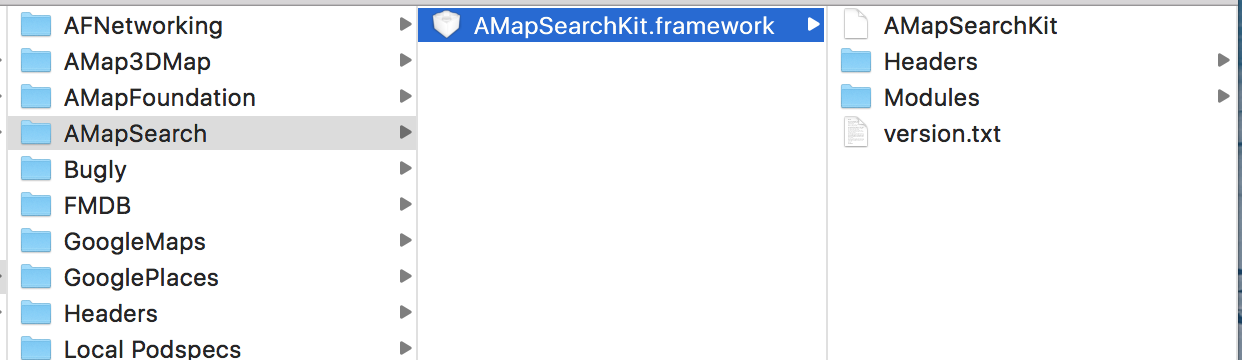 AFNetworking
AMap3DMap
AMapFoundation
AMapSearch
Bugly
FMDB
GoogleMaps
GooglePlaces
Headers
Local Podspecs
AMapSearchKit.framework
AMapSearchKit
Headers
Modules
version.txt